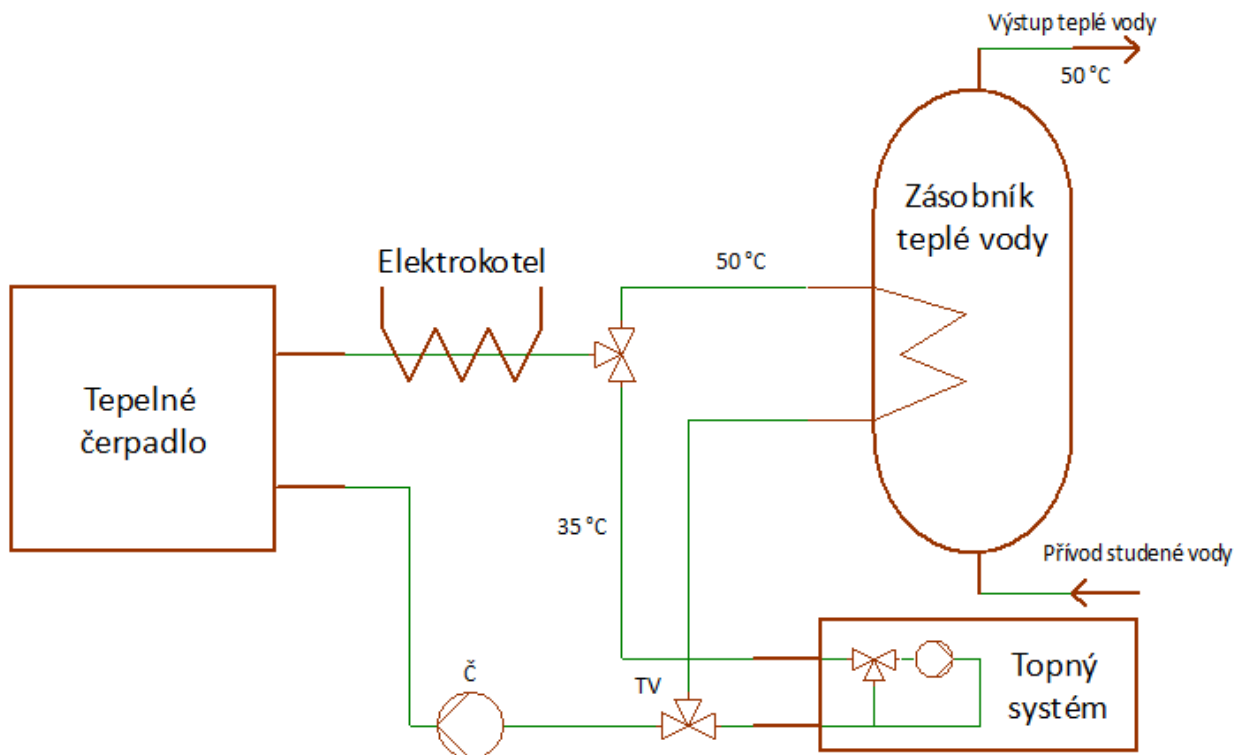 Výstup teplé vody
50 °C
Zásobník
teplé vody
Elektrokotel
50 °C
Tepelné
čerpadlo
35 °C
Přívod studené vody
Č
TV
Topný
systém